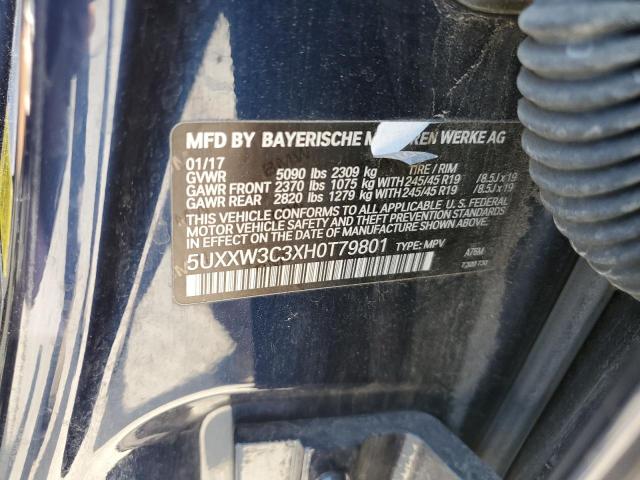 MFD BY BAYERISCHE WERKE AG
01/17
GVWR 5090 lbs 2309 kg TIRE / RIM
GAWR FRONT 2370 lbs 1075 kg WITH 245/45 R19 / 8.5J x 19
GAWR REAR 2820 lbs 1279 kg WITH 245/45 R19 / 8.5J x 19
THIS VEHICLE CONFORMS TO ALL APPLICABLE U.S. FEDERAL
MOTOR VEHICLE SAFETY AND THEFT PREVENTION STANDARDS
IN EFFECT ON THE DATE OF MANUFACTURE SHOWN ABOVE.
5UXXW3C3XH0T79801 TYPE: MPV
A76M